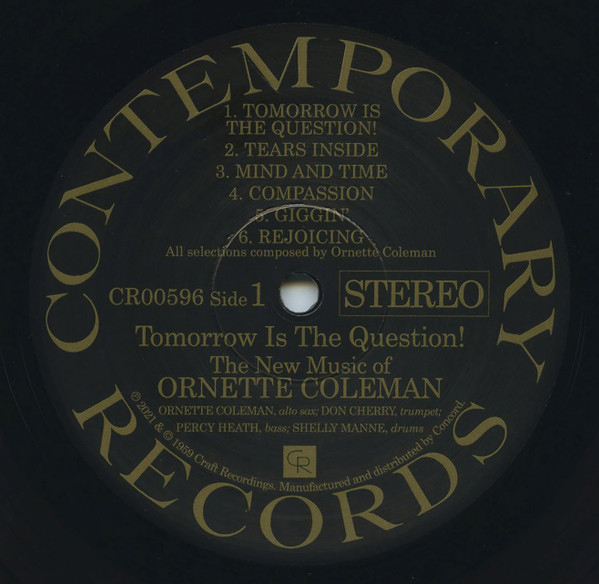 CONTEMPORARY
1. TOMORROW IS
THE QUESTION!
2. TEARS INSIDE
3. MIND AND TIME
4. COMPASSION
5. GIGGIN'
6. REJOICING
All selections composed by Ornette Coleman
CR00596 Side 1
STEREO
Tomorrow Is The Question!
The New Music of
ORNETTE COLEMAN
ORNETTE COLEMAN, alto sax; DON CHERRY, trumpet;
PERCY HEATH, bass; SHELLY MANNE, drums
CR
℗ 2021 & © 1959 Craft Recordings. Manufactured and distributed by Concord.
RECORDS